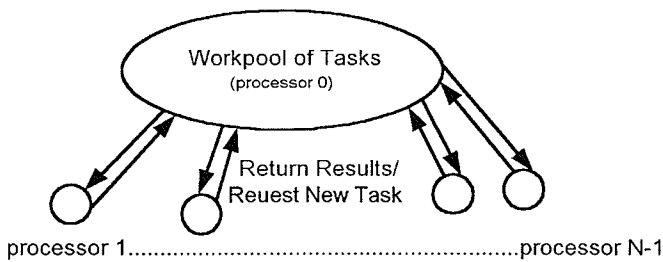 Workpool of Tasks
(processor 0)
Return Results/
Reuest New Task
processor 1.................................................................processor N-1